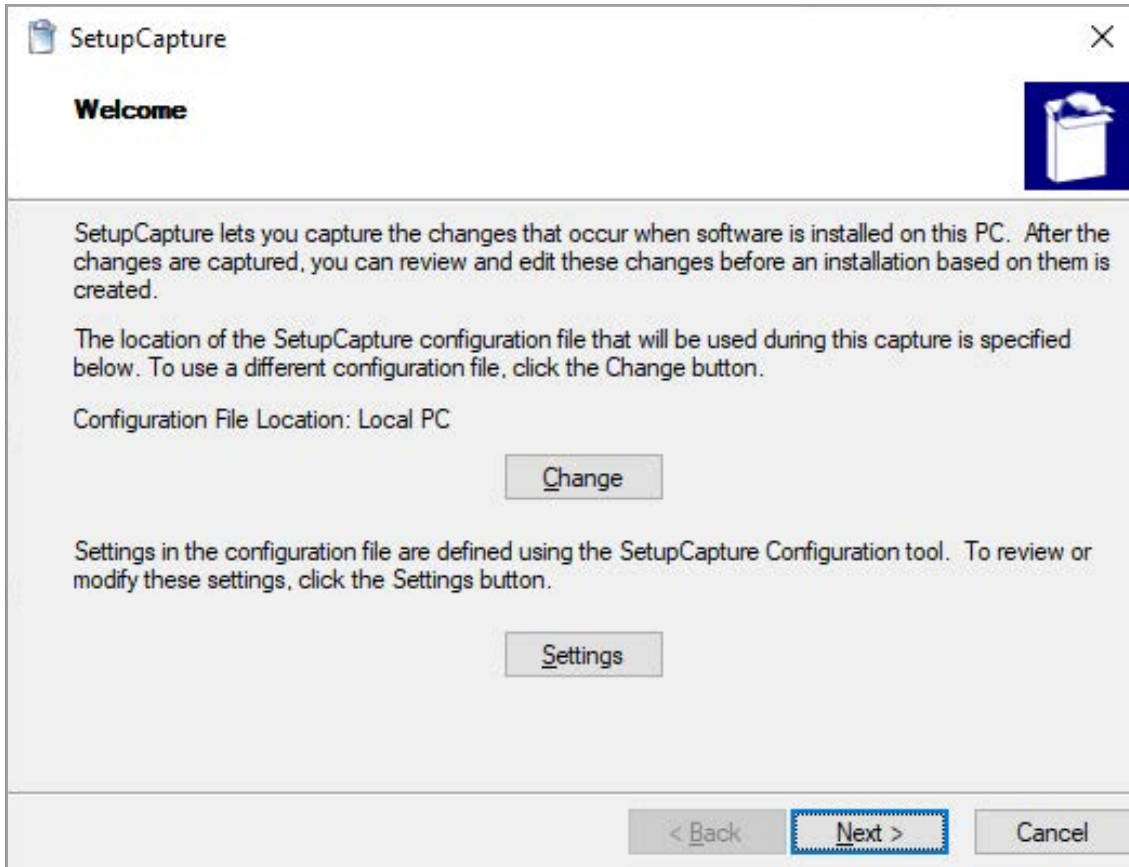 SetupCapture
Welcome
SetupCapture lets you capture the changes that occur when software is installed on this PC.  After the
changes are captured, you can review and edit these changes before an installation based on them is
created.
The location of the SetupCapture configuration file that will be used during this capture is specified
below. To use a different configuration file, click the Change button.
Configuration File Location: Local PC
Change
Settings in the configuration file are defined using the SetupCapture Configuration tool.  To review or
modify these settings, click the Settings button.
Settings
< Back
Next >
Cancel